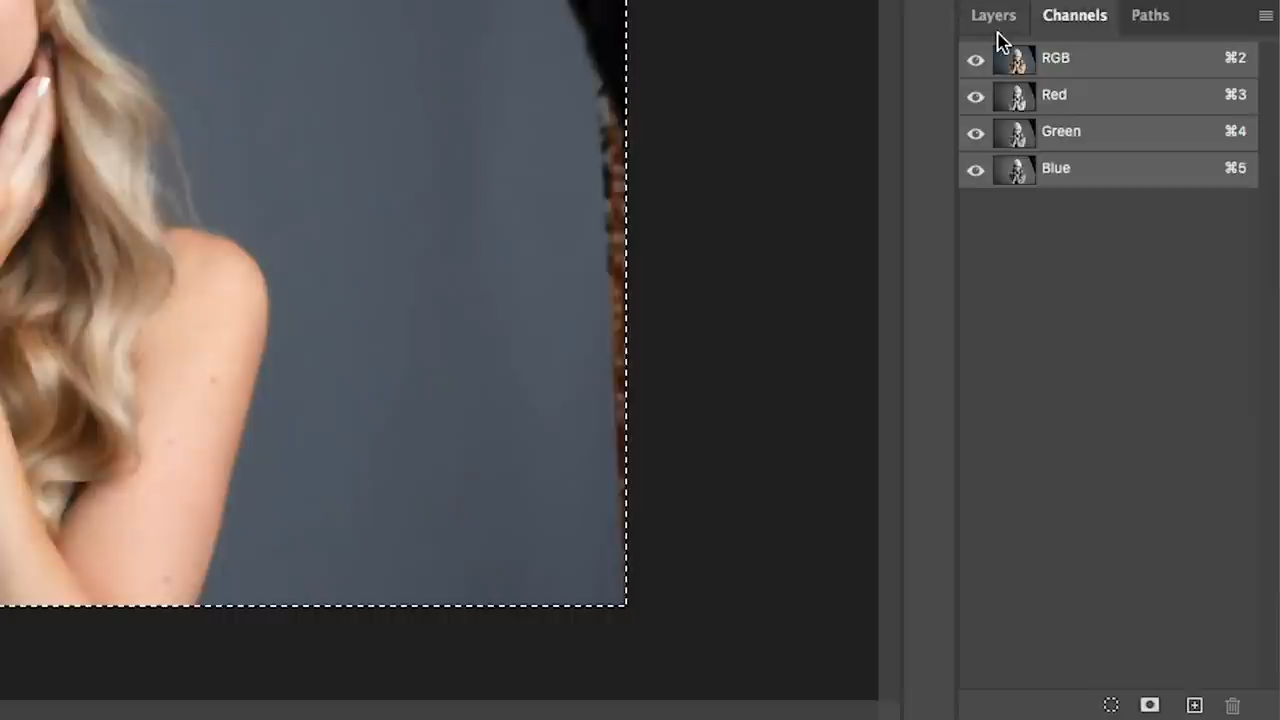 Layers Channels Paths
RGB ⌘2
Red ⌘3
Green ⌘4
Blue ⌘5